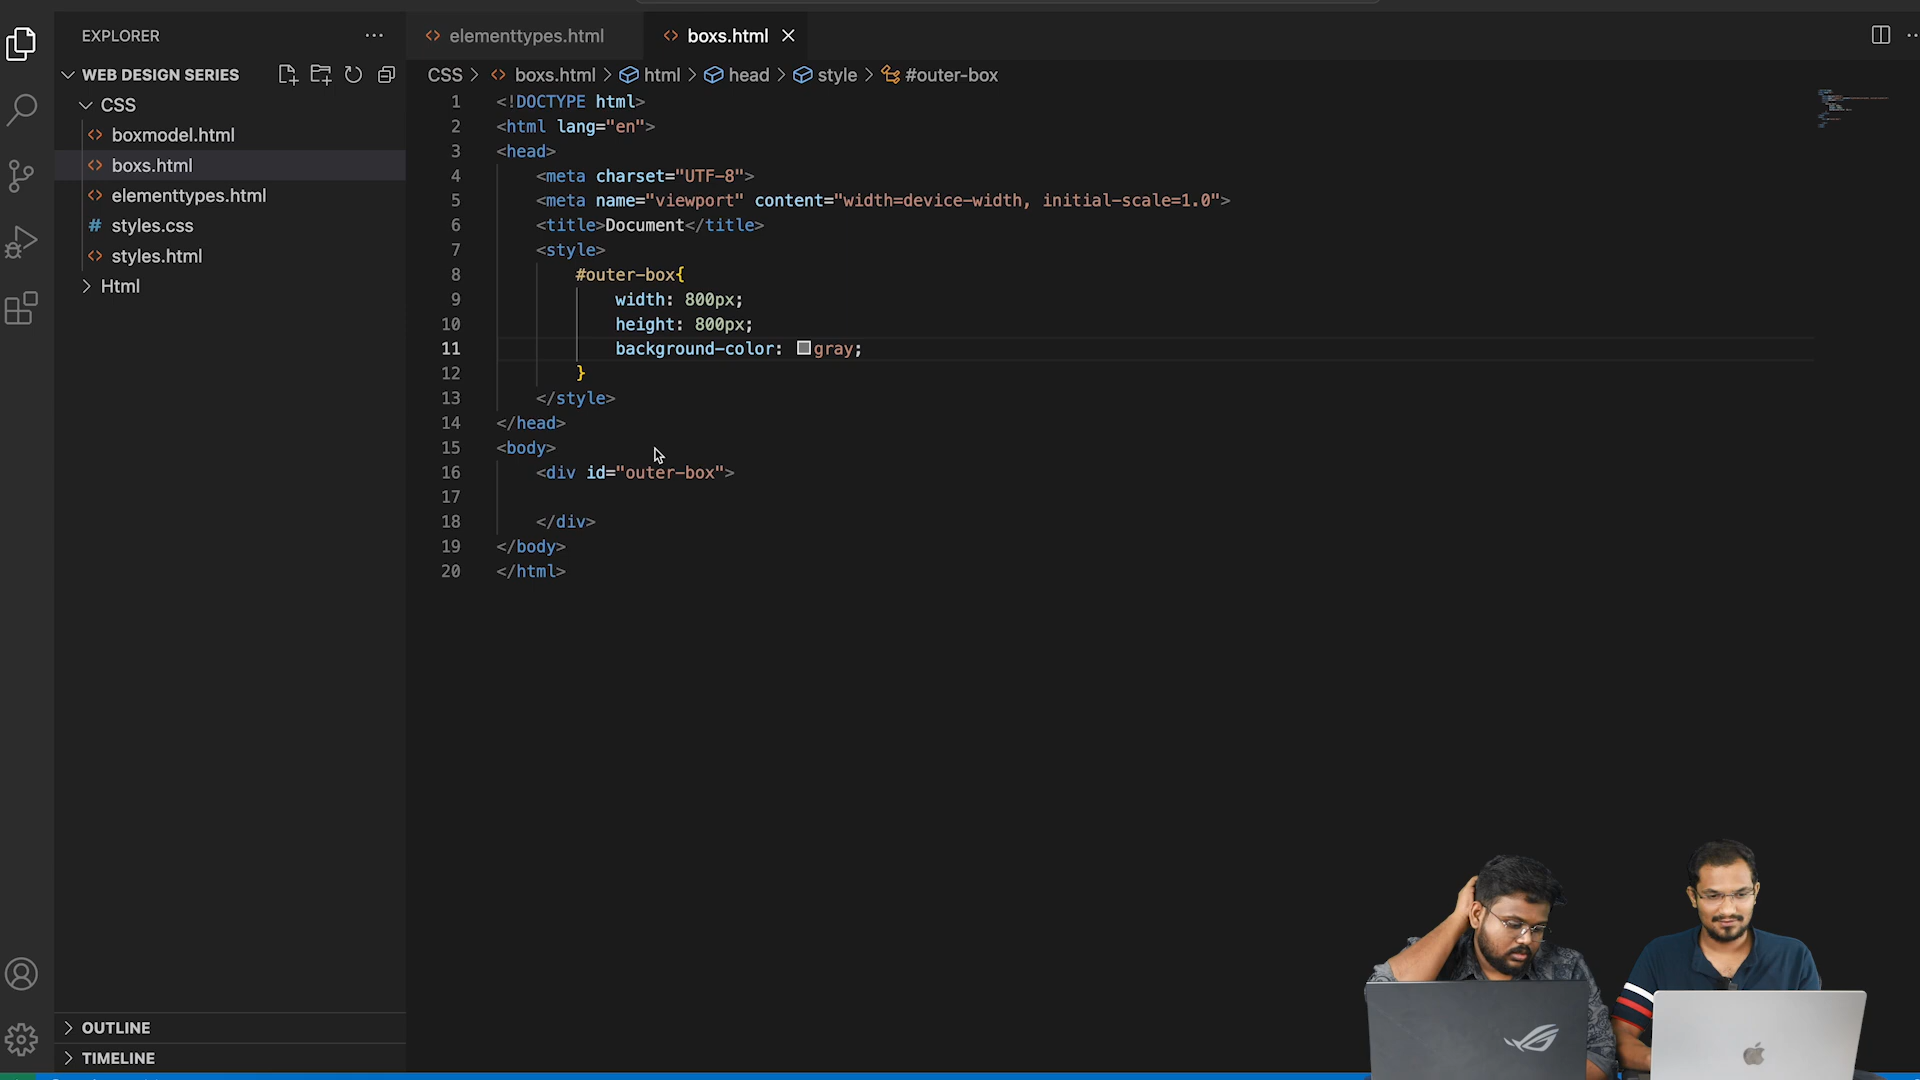 EXPLORER
WEB DESIGN SERIES
CSS
boxmodel.html
boxs.html
elementtypes.html
# styles.css
styles.html
Html
OUTLINE
TIMELINE
elementtypes.html
boxs.html
CSS > boxs.html > html > head > style > #outer-box
1 <!DOCTYPE html>
2 <html lang="en">
3 <head>
4 <meta charset="UTF-8">
5 <meta name="viewport" content="width=device-width, initial-scale=1.0">
6 <title>Document</title>
7 <style>
8 #outer-box{
9 width: 800px;
10 height: 800px;
11 background-color: gray;
12 }
13 </style>
14 </head>
15 <body>
16 <div id="outer-box">
17
18 </div>
19 </body>
20 </html>